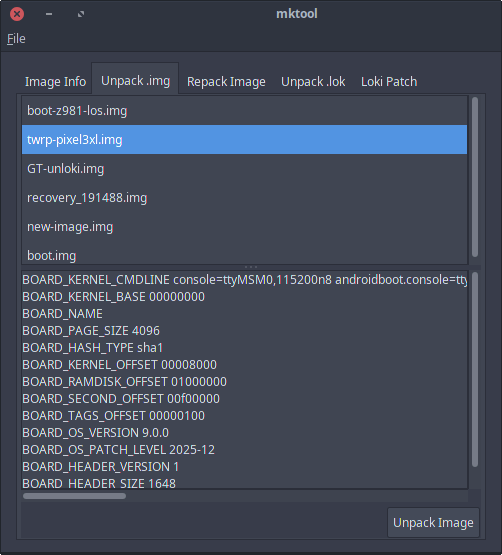 mktool
File
Image Info Unpack .img Repack Image Unpack .lok Loki Patch
boot-z981-los.img
twrp-pixel3xl.img
GT-unloki.img
recovery_191488.img
new-image.img
boot.img
BOARD_KERNEL_CMDLINE console=ttyMSM0,115200n8 androidboot.console=tty
BOARD_KERNEL_BASE 00000000
BOARD_NAME
BOARD_PAGE_SIZE 4096
BOARD_HASH_TYPE sha1
BOARD_KERNEL_OFFSET 00008000
BOARD_RAMDISK_OFFSET 01000000
BOARD_SECOND_OFFSET 00f00000
BOARD_TAGS_OFFSET 00000100
BOARD_OS_VERSION 9.0.0
BOARD_OS_PATCH_LEVEL 2025-12
BOARD_HEADER_VERSION 1
BOARD_HEADER_SIZE 1648
Unpack Image